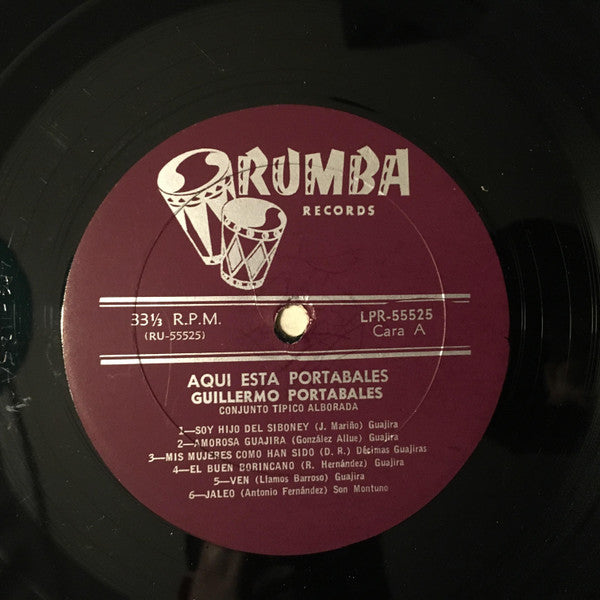 RUMBA
RECORDS
33⅓ R.P.M.
(RU-55525)
LPR-55525
Cara A
AQUI ESTA PORTABALES
GUILLERMO PORTABALES
CONJUNTO TIPICO ALBORADA
1—SOY HIJO DEL SIBONEY (J. Mariño) Guajira
2—AMOROSA GUAJIRA (González Allue) Guajira
3—MIS MUJERES COMO HAN SIDO (D. R.) Décimas Guajiras
4—EL BUEN BORINCANO (R. Hernández) Guajira
5—VEN (Llamos Barroso) Guajira
6—JALEO (Antonio Fernández) Son Montuno